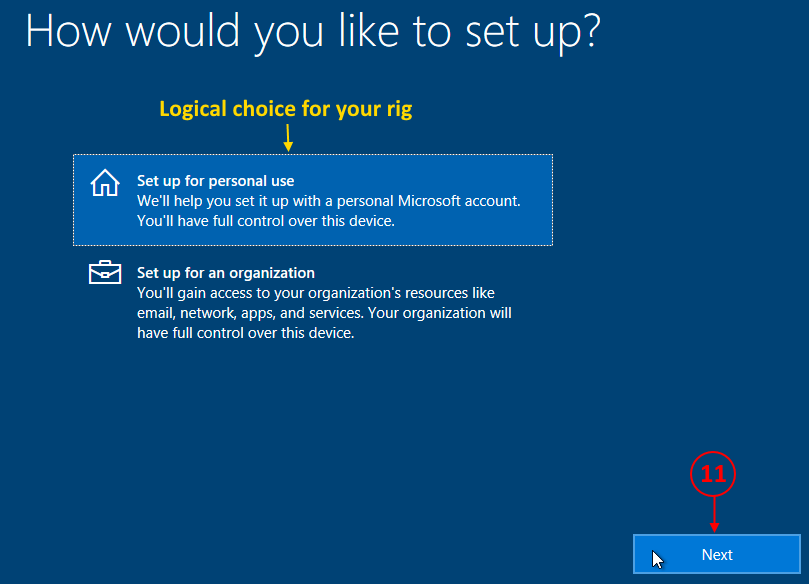 How would you like to set up?
Logical choice for your rig
Set up for personal use
We'll help you set it up with a personal Microsoft account.
You'll have full control over this device.
Set up for an organization
You'll gain access to your organization's resources like
email, network, apps, and services. Your organization will
have full control over this device.
11
Next